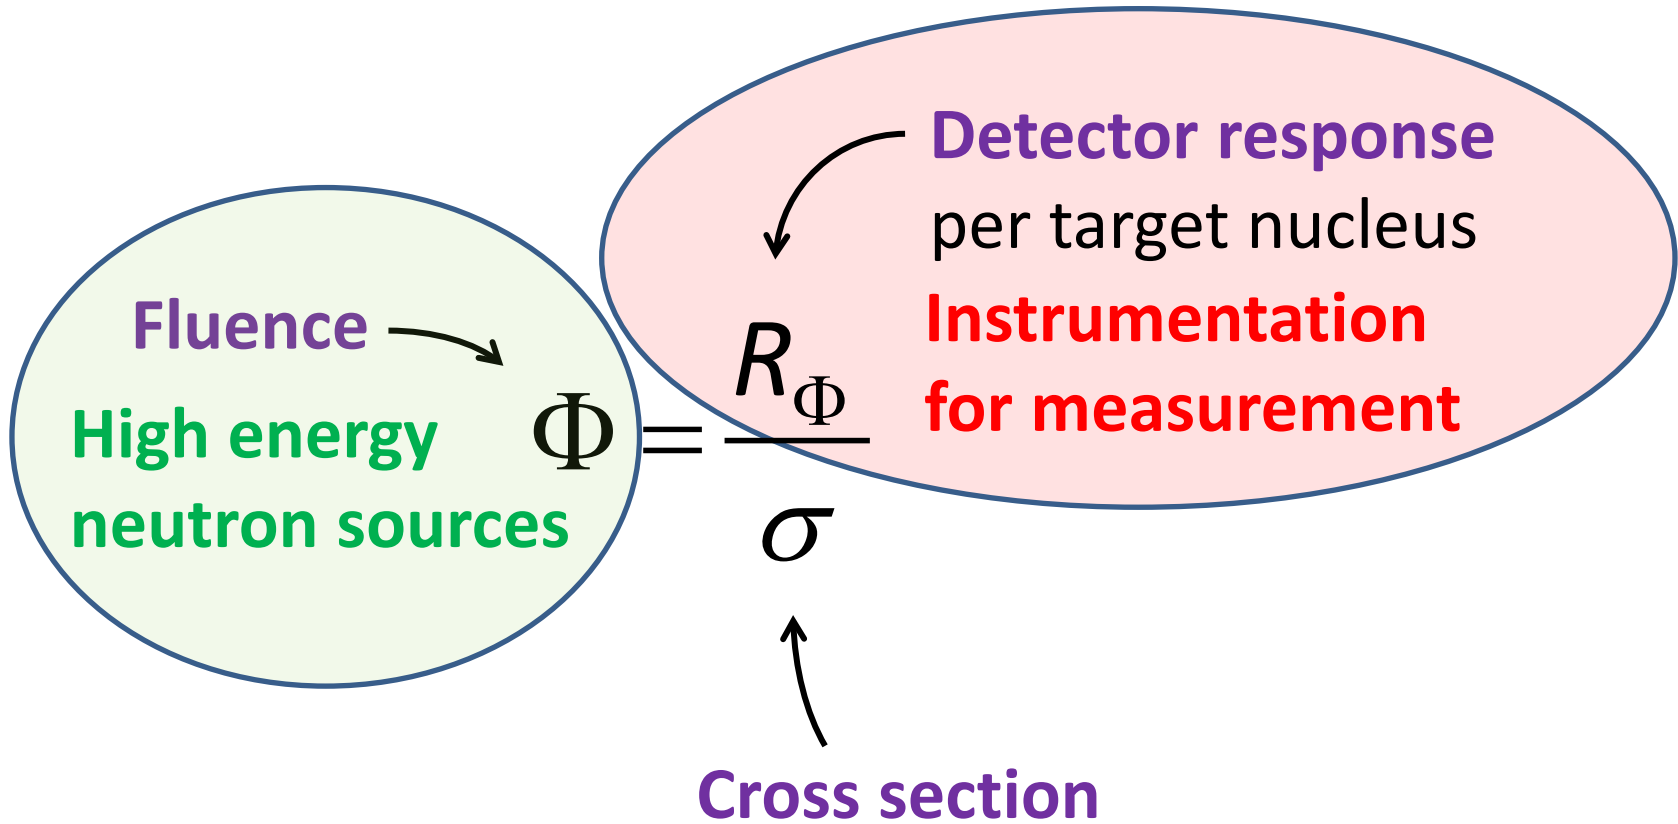 Detector response
per target nucleus
Instrumentation
for measurement
Fluence
High energy
neutron sources
Φ = R_Φ / σ
Cross section